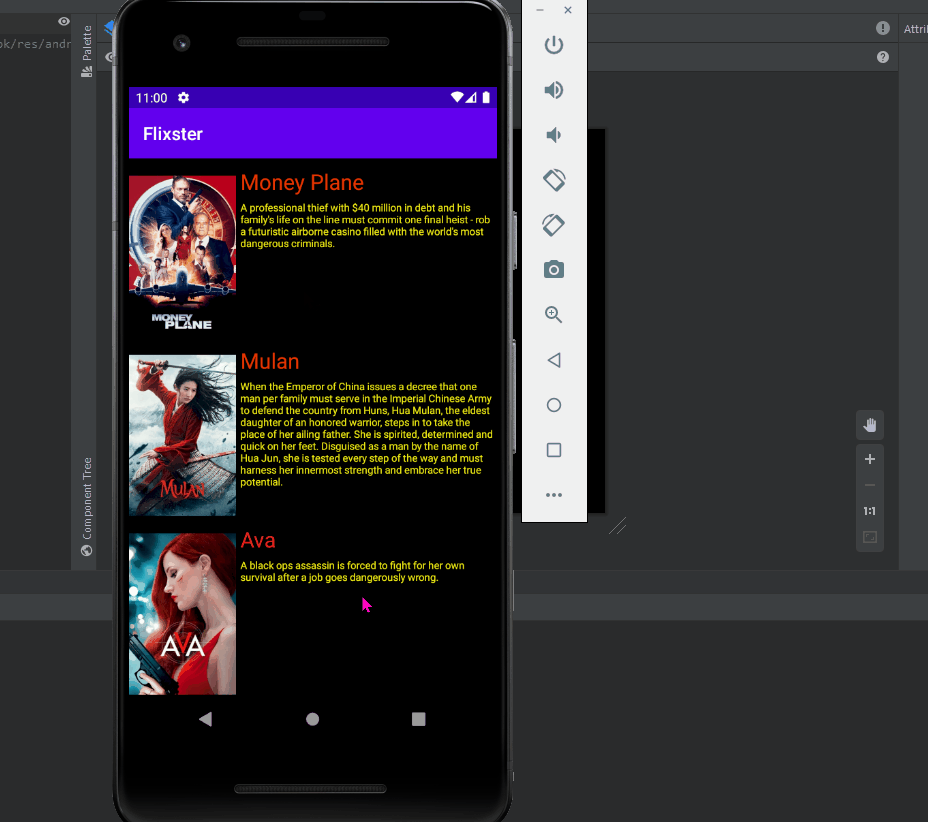 ok/res/andr
Palette
Attri
11:00
Flixster
Money Plane
A professional thief with $40 million in debt and his
family's life on the line must commit one final heist - rob
a futuristic airborne casino filled with the world's most
dangerous criminals.
MONEY
PLANE
Mulan
When the Emperor of China issues a decree that one
man per family must serve in the Imperial Chinese Army
to defend the country from Huns, Hua Mulan, the eldest
daughter of an honored warrior, steps in to take the
place of her ailing father. She is spirited, determined and
quick on her feet. Disguised as a man by the name of
Hua Jun, she is tested every step of the way and must
harness her innermost strength and embrace her true
potential.
MULAN
Ava
A black ops assassin is forced to fight for her own
survival after a job goes dangerously wrong.
AVA
Component Tree
1:1